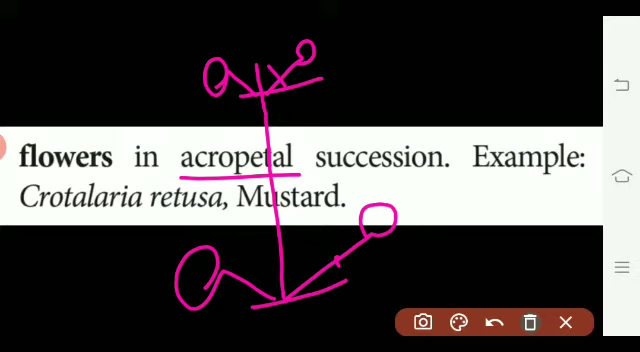 flowers in acropetal succession. Example:
Crotalaria retusa, Mustard.